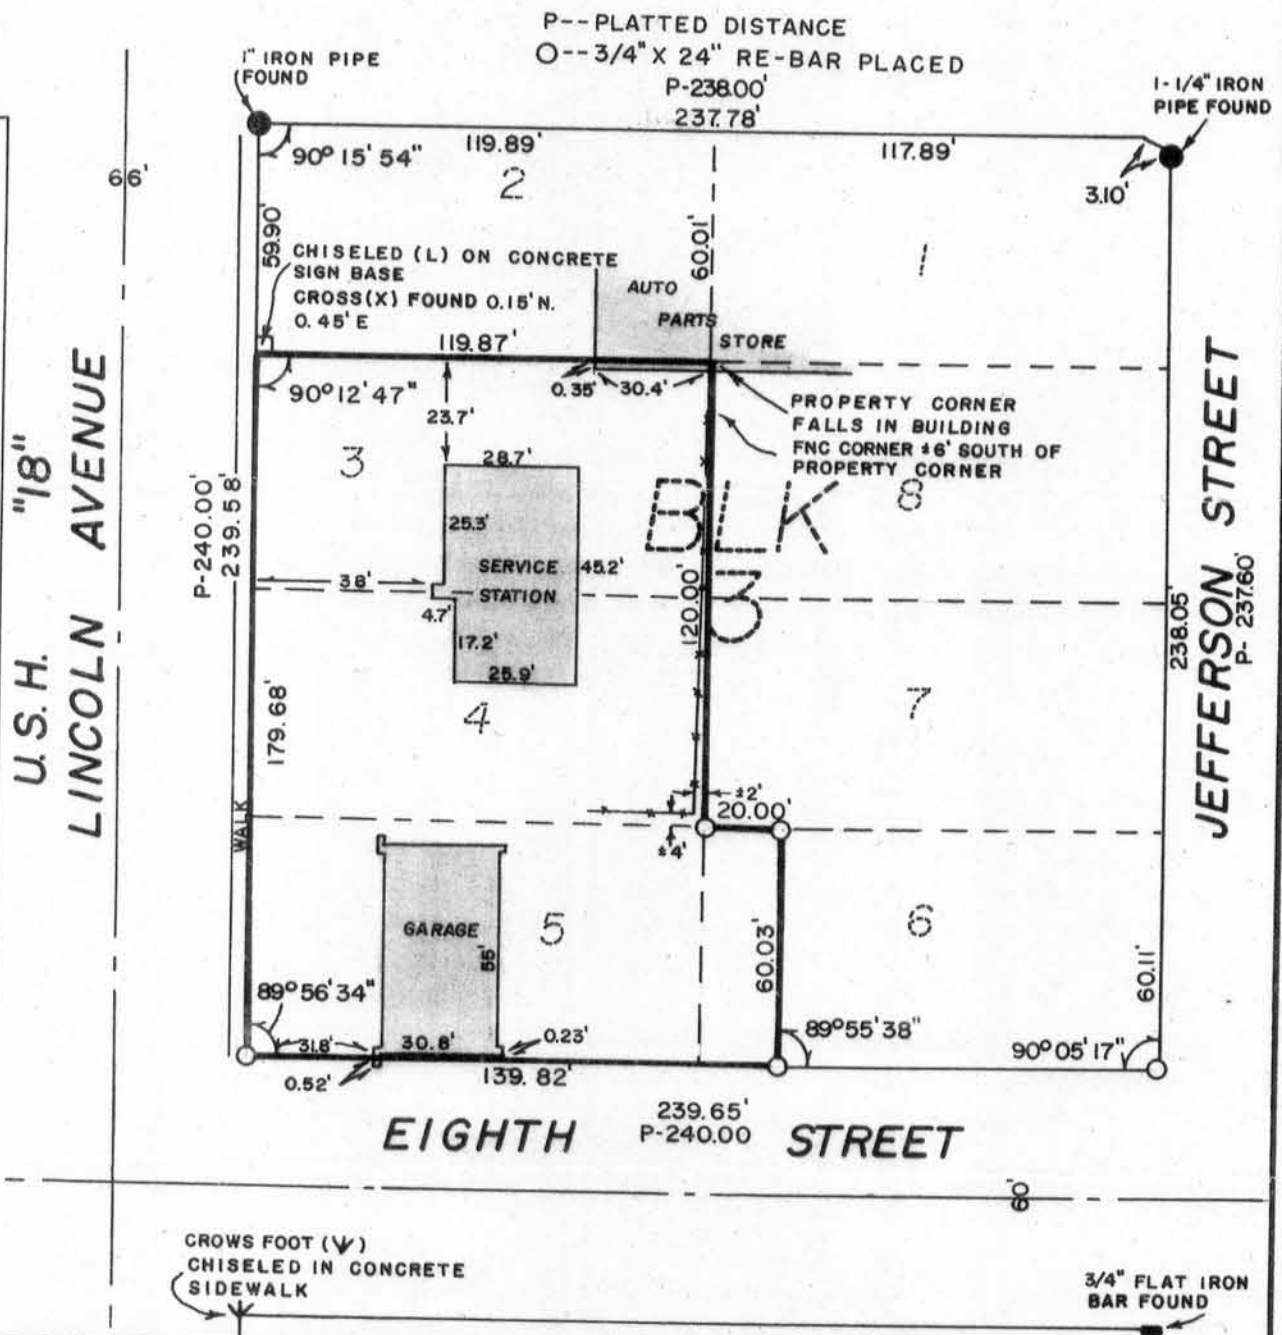 P--PLATTED DISTANCE
O--3/4" X 24" RE-BAR PLACED
P-238.00'
237.78'
1" IRON PIPE
FOUND
1-1/4" IRON
PIPE FOUND
119.89'
117.89'
90° 15' 54"
3.10'
66'
2
1
59.90'
60.01'
CHISELED (L) ON CONCRETE
SIGN BASE
CROSS(X) FOUND 0.15' N.
0.45' E
AUTO
PARTS
STORE
119.87'
0.35'
30.4'
90° 12' 47"
23.7'
PROPERTY CORNER
FALLS IN BUILDING
FNC CORNER ±6' SOUTH OF
PROPERTY CORNER
U.S.H. "18"
LINCOLN AVENUE
3
28.7'
BLK
31
8
JEFFERSON STREET
P-240.00'
239.58'
25.3'
SERVICE
STATION
45.2'
38'
4.7'
17.2'
25.9'
120.00'
238.05'
P-237.60'
179.68'
4
7
WALK
±2'
20.00'
±4'
GARAGE
55'
5
6
60.03'
60.11'
89° 56' 34"
31.8'
30.8'
0.23'
0.52'
139.82'
89° 55' 38"
90° 05' 17"
239.65'
P-240.00
EIGHTH STREET
60'
CROWS FOOT (
)
CHISELED IN CONCRETE
SIDEWALK
3/4" FLAT IRON
BAR FOUND